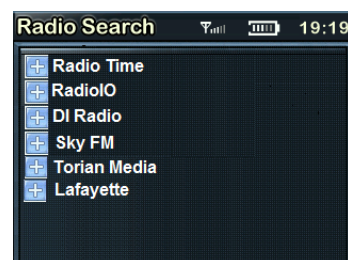 Radio Search 19:19
Radio Time
RadioIO
DI Radio
Sky FM
Torian Media
Lafayette